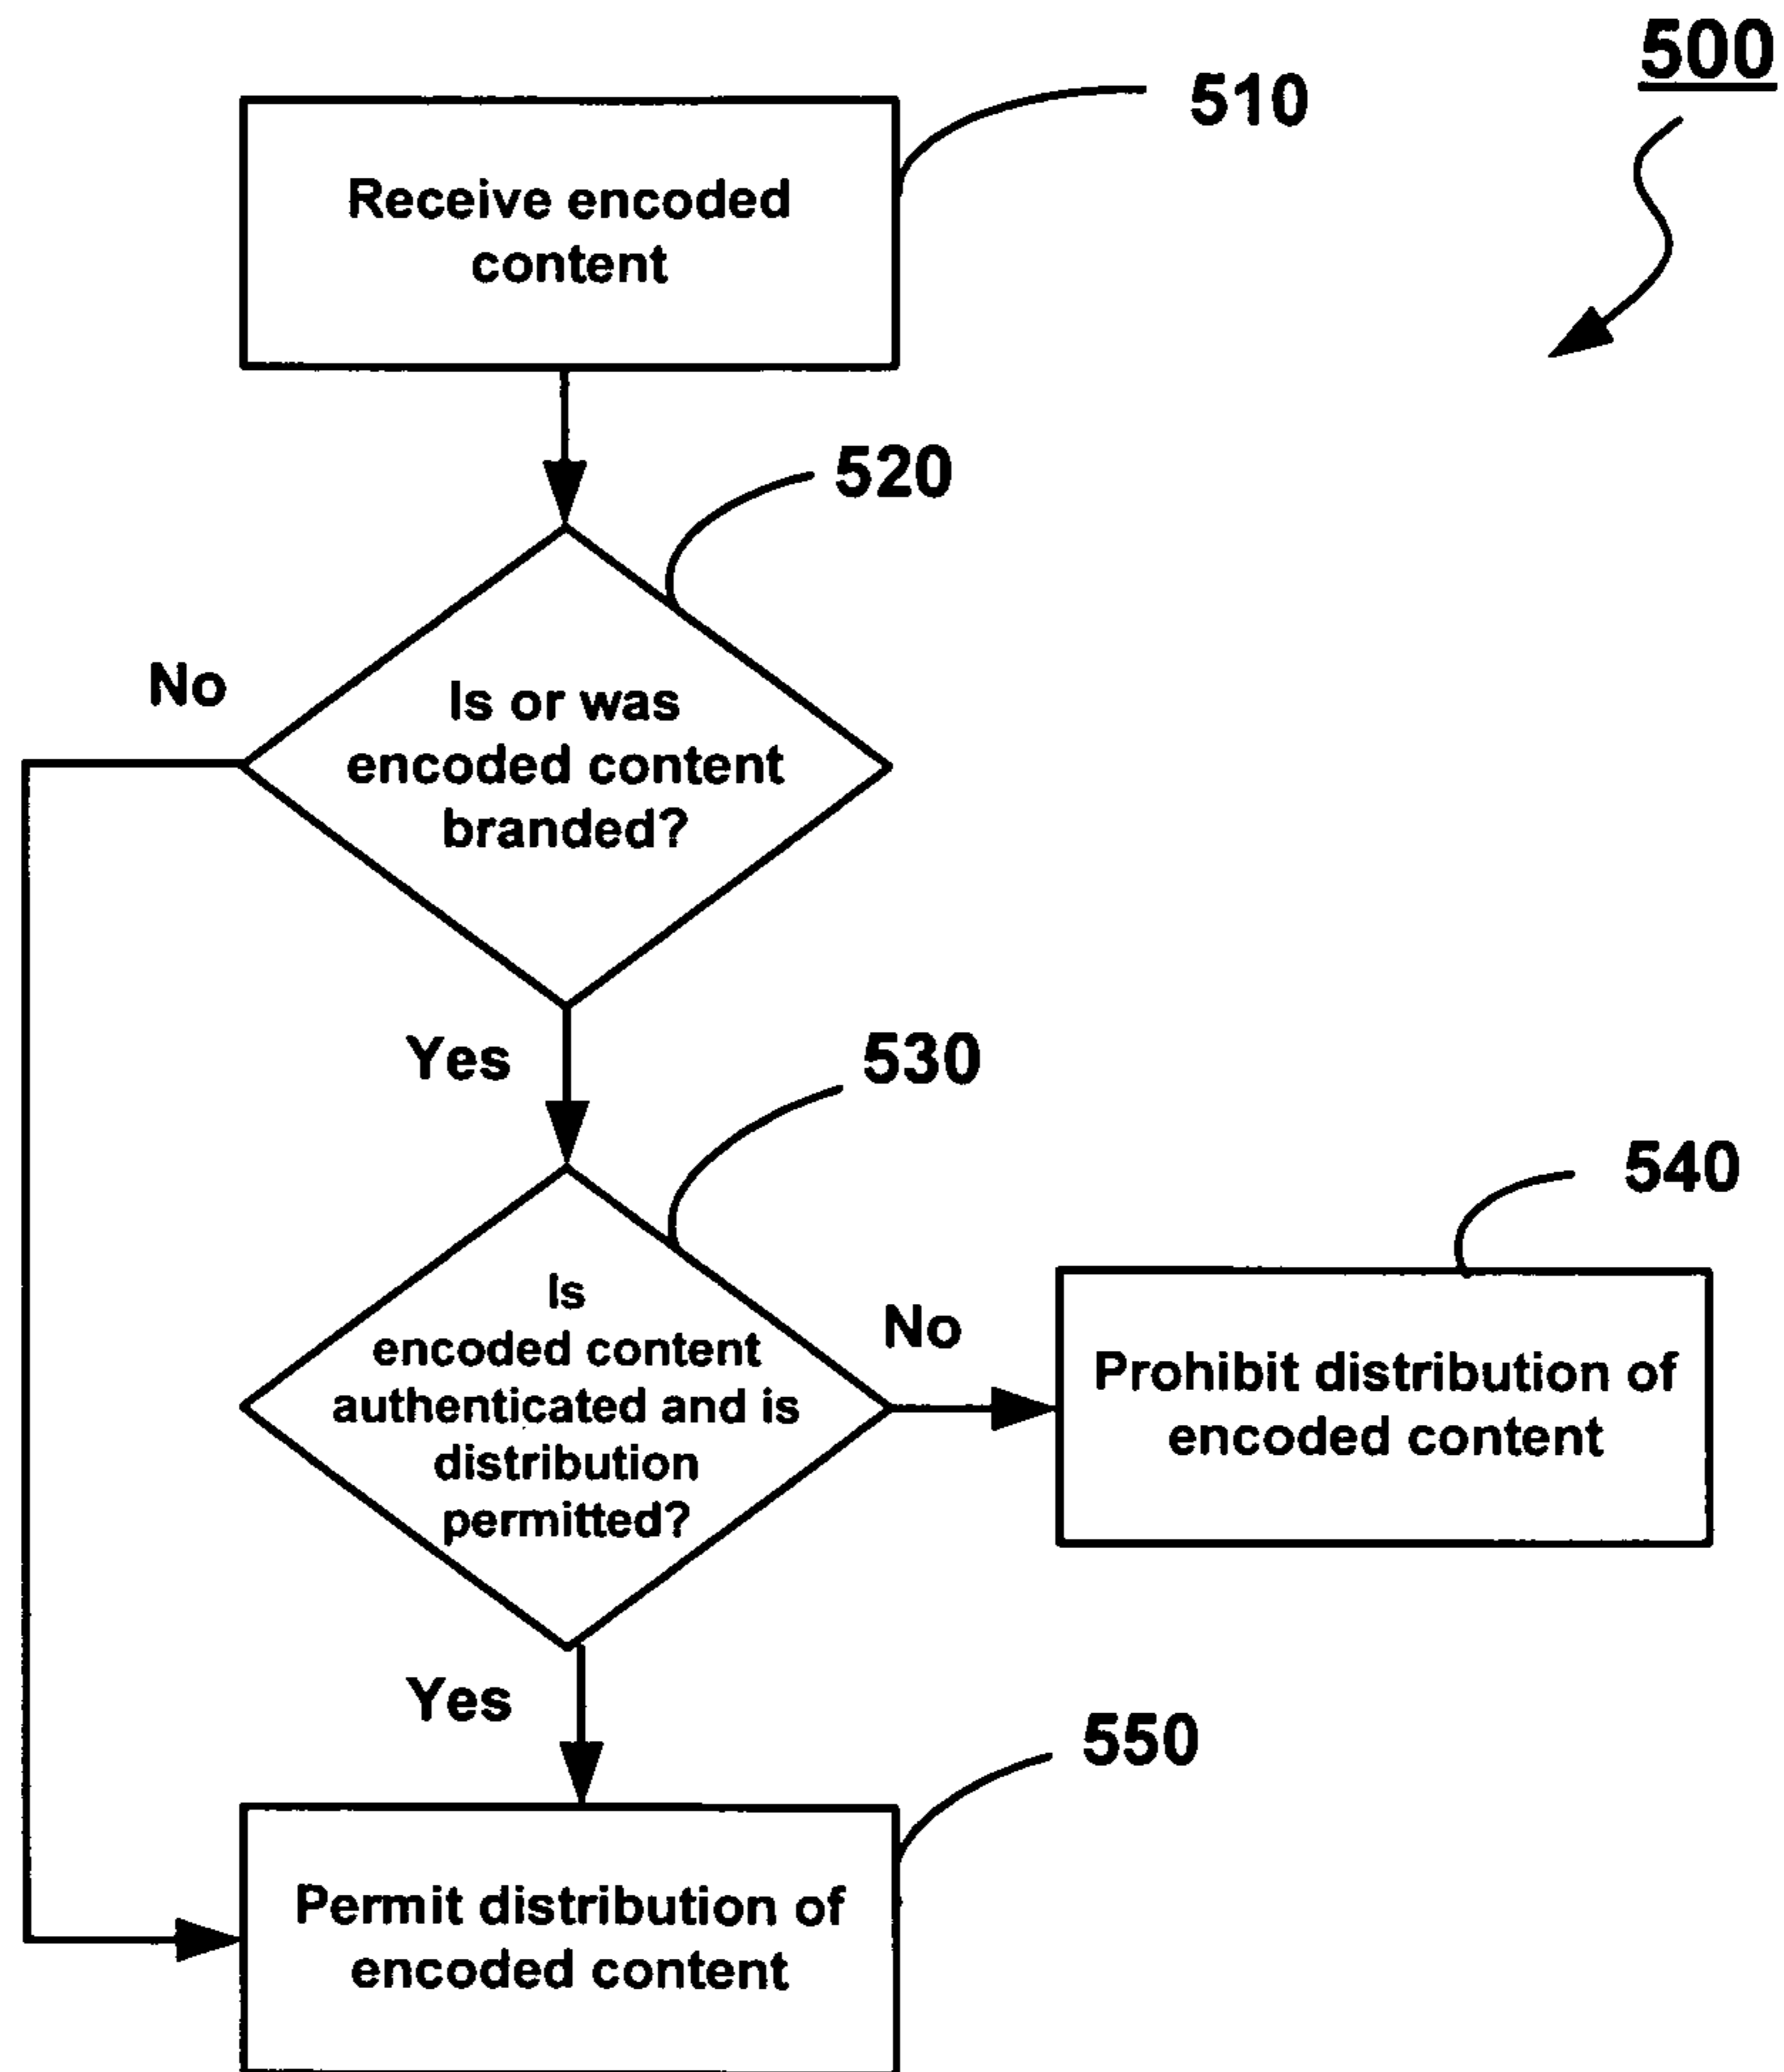 500
510
Receive encoded
content
520
No
Is or was
encoded content
branded?
Yes
530
540
Is
encoded content
authenticated and is
distribution
permitted?
No
Prohibit distribution of
encoded content
Yes
550
Permit distribution of
encoded content